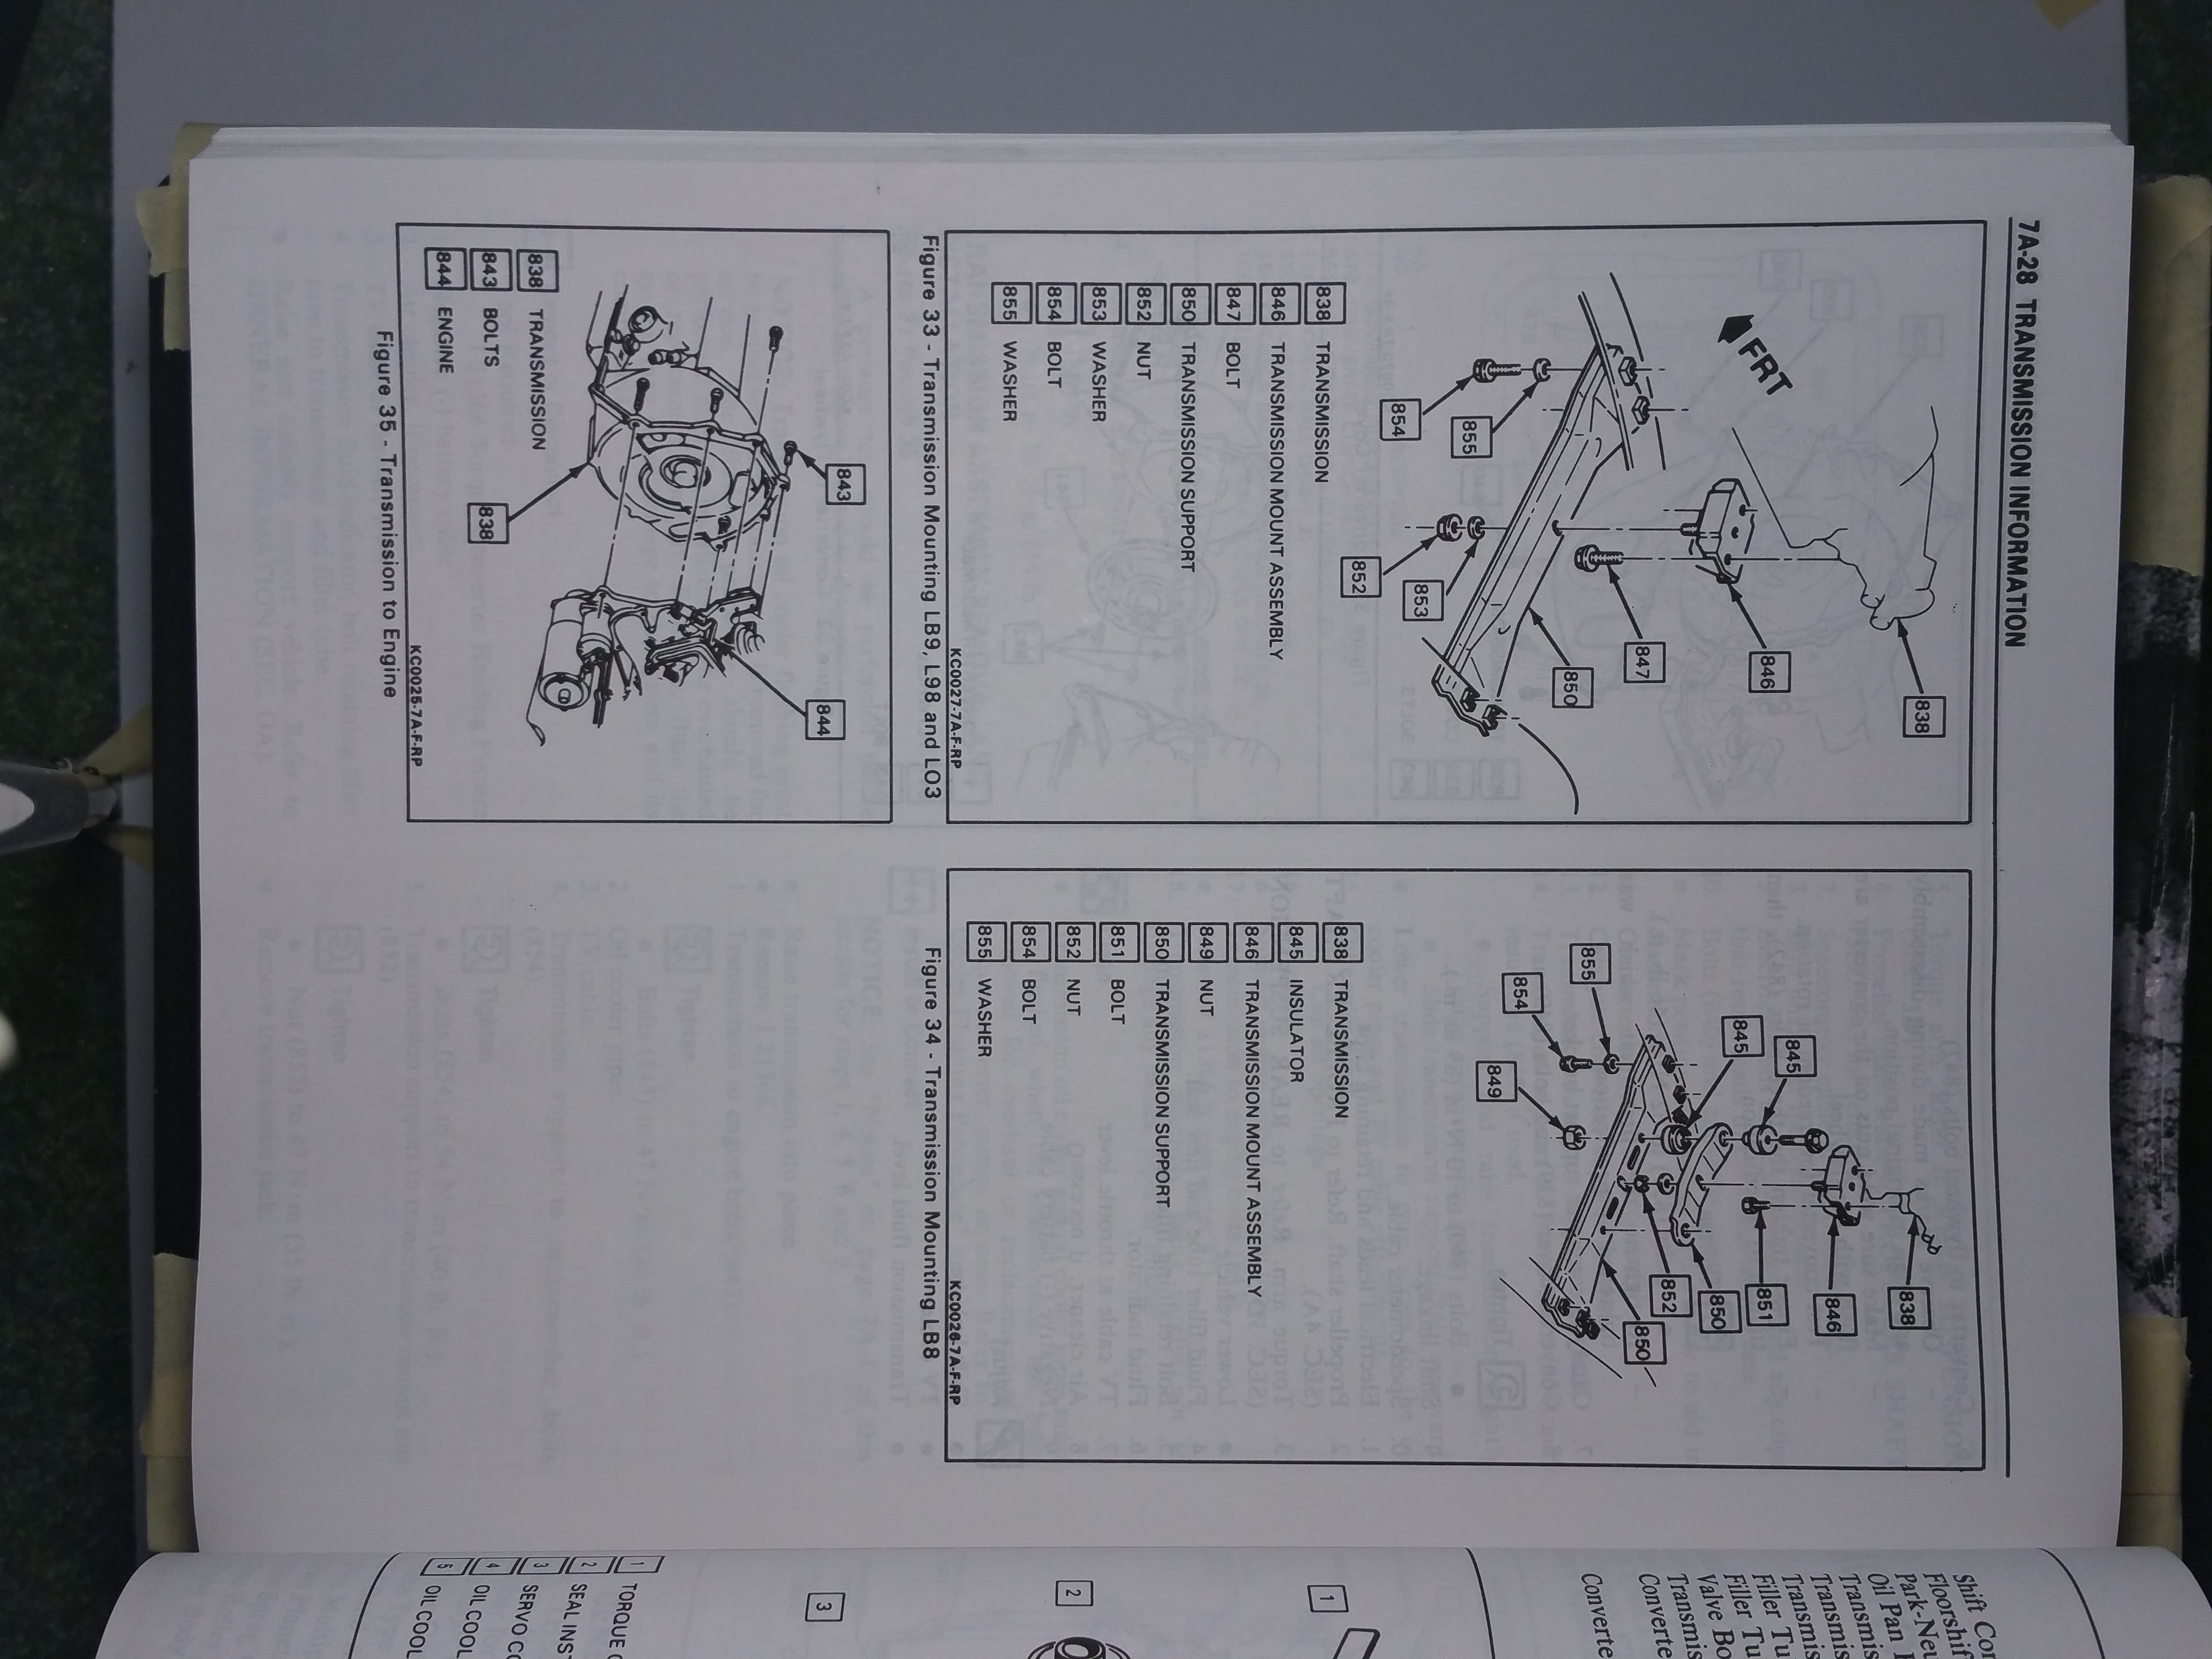 7A-28 TRANSMISSION INFORMATION
FRT
838
846
847
850
855
854
853
852
838 TRANSMISSION
846 TRANSMISSION MOUNT ASSEMBLY
847 BOLT
850 TRANSMISSION SUPPORT
852 NUT
853 WASHER
854 BOLT
855 WASHER
KC0027-7A-F-RP
Figure 33 - Transmission Mounting LB9, L98 and LO3
843
844
838
838 TRANSMISSION
843 BOLTS
844 ENGINE
KC0025-7A-F-RP
Figure 35 - Transmission to Engine
838
846
851
850
852
850
845
845
855
854
849
838 TRANSMISSION
845 INSULATOR
846 TRANSMISSION MOUNT ASSEMBLY
849 NUT
850 TRANSMISSION SUPPORT
851 BOLT
852 NUT
854 BOLT
855 WASHER
KC0026-7A-F-RP
Figure 34 - Transmission Mounting LB8
Shift
Floorshif
Park-Neu
Oil Pan
Transmis
Transmis
Filler Tu
Filler Tu
Valve Bo
Transmis
Converte
Converte
1
2
3
1 TORQUE
2 SEAL INST
3 SERVO CO
4 OIL COOL
5 OIL COOL